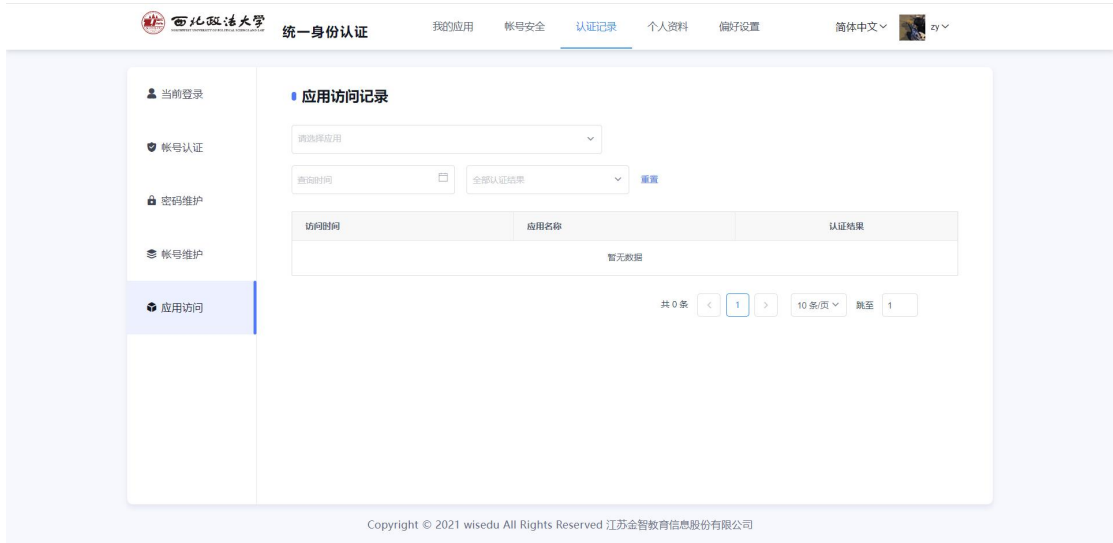 西北政法大学 统一身份认证 我的应用 帐号安全 认证记录 个人资料 偏好设置 简体中文 zy
当前登录
帐号认证
密码维护
帐号维护
应用访问
应用访问记录
请选择应用
查询时间 全部认证结果 重置
访问时间 应用名称 认证结果
暂无数据
共 0 条 1 10 条/页 跳至 1
Copyright © 2021 wisedu All Rights Reserved 江苏金智教育信息股份有限公司